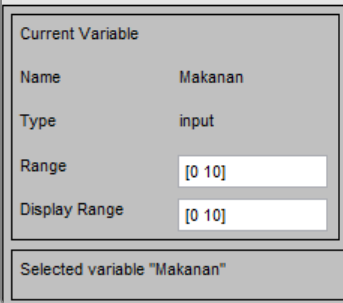 Current Variable
Name Makanan
Type input
Range [0 10]
Display Range [0 10]
Selected variable "Makanan"